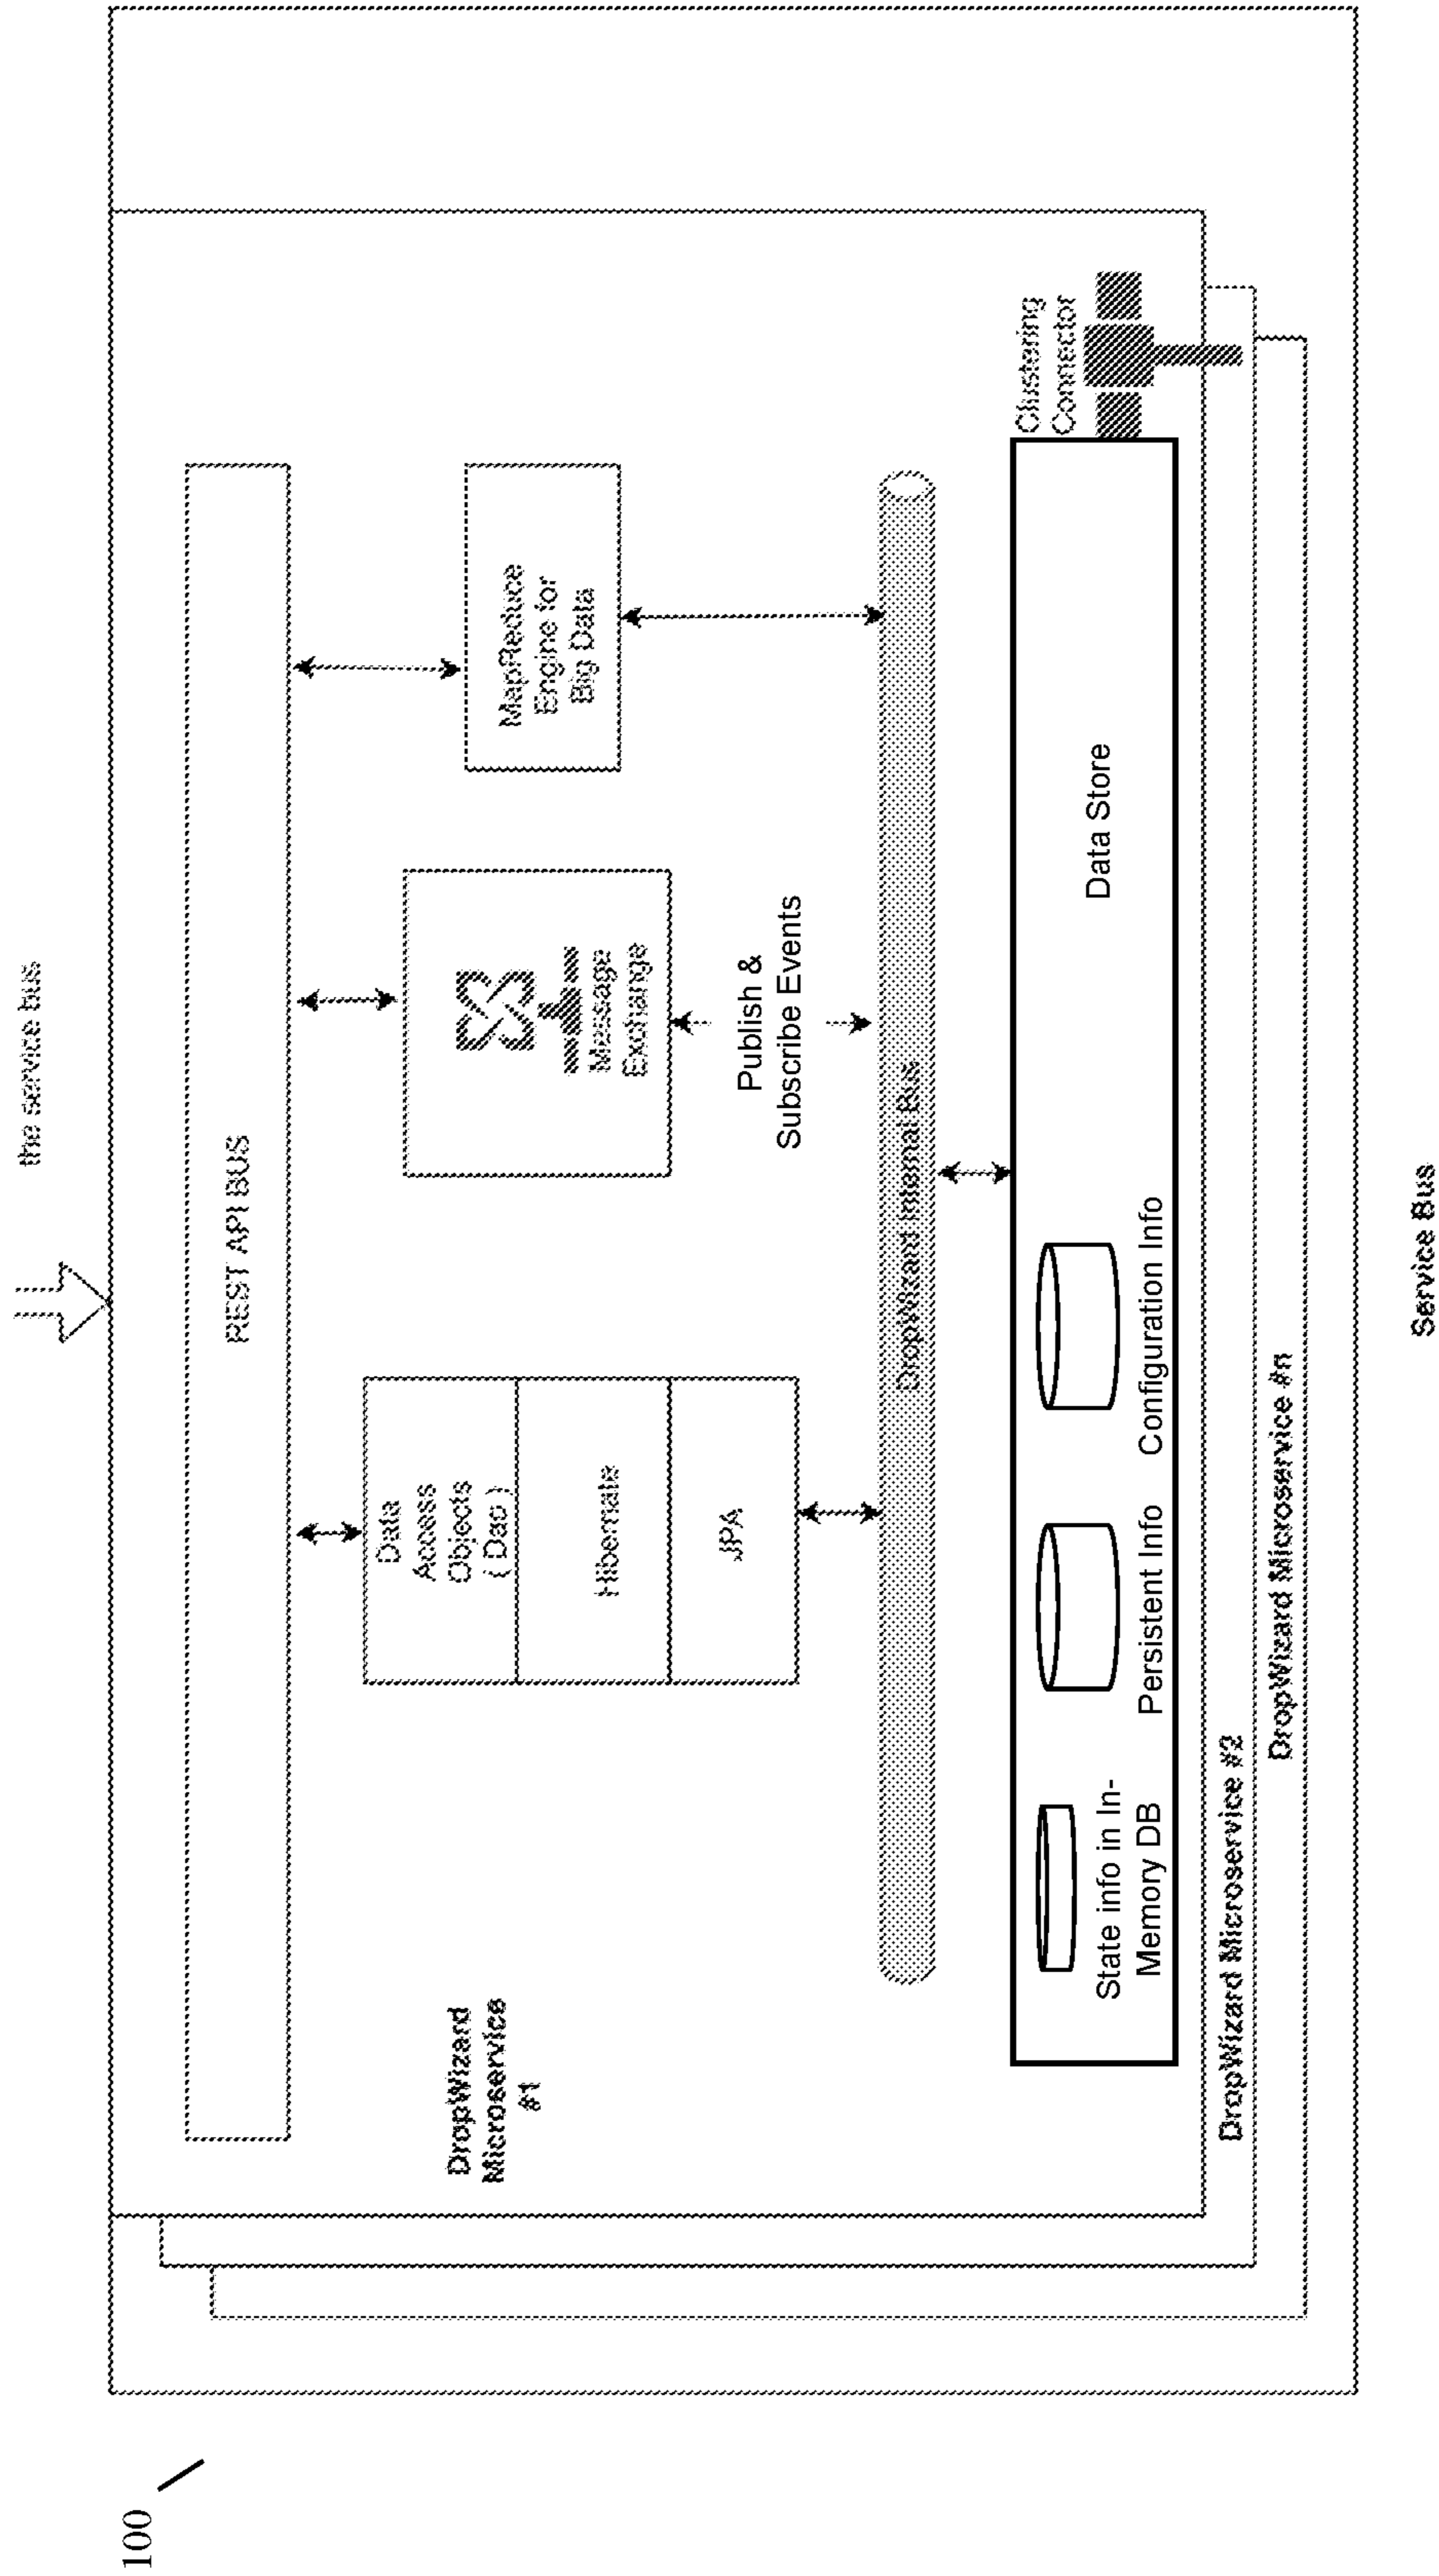 100
the service bus
REST API BUS
DropWizard
Microservice
#1
Data
Access
Objects
( Dao )
Hibernate
JPA
Message
Exchange
MapReduce
Engine for
Big Data
Publish &
Subscribe Events
DropWizard Internal Bus
State info in In-
Memory DB
Persistent Info
Configuration Info
Data Store
Clustering
Connector
DropWizard Microservice #2
DropWizard Microservice #n
Service Bus